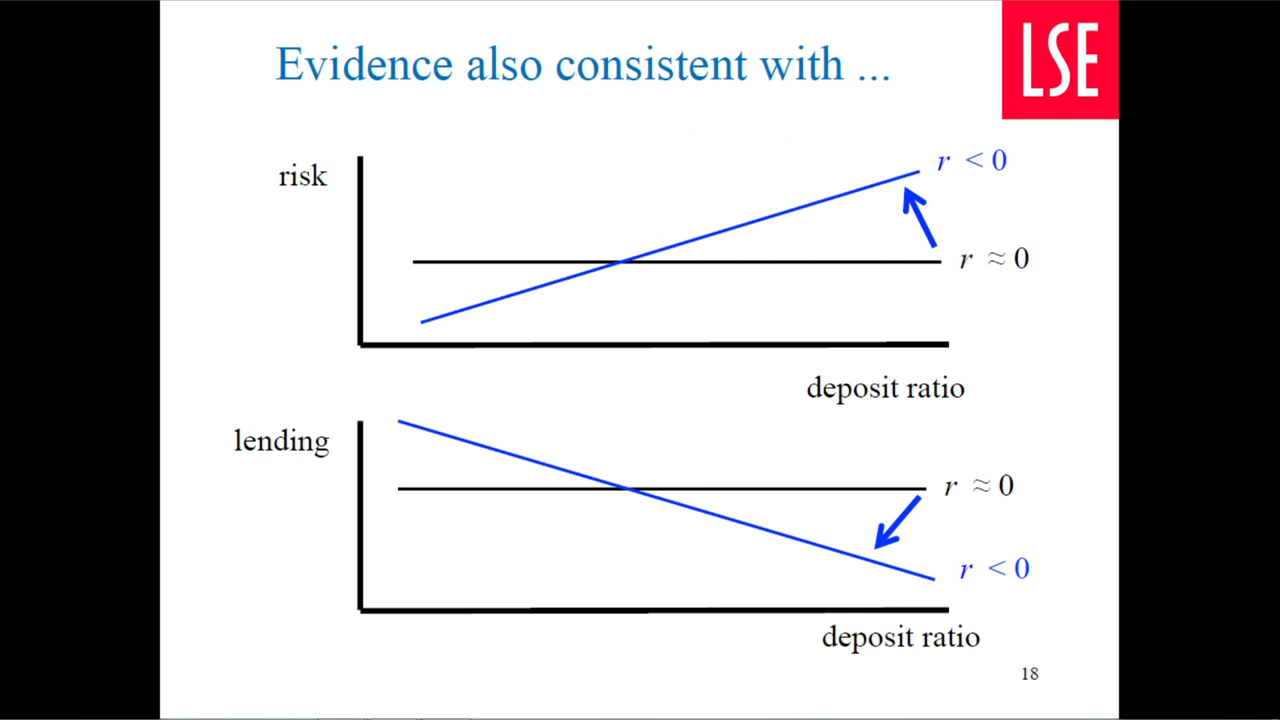 Evidence also consistent with ...
LSE
risk
r < 0
r ≈ 0
deposit ratio
lending
r ≈ 0
r < 0
deposit ratio
18